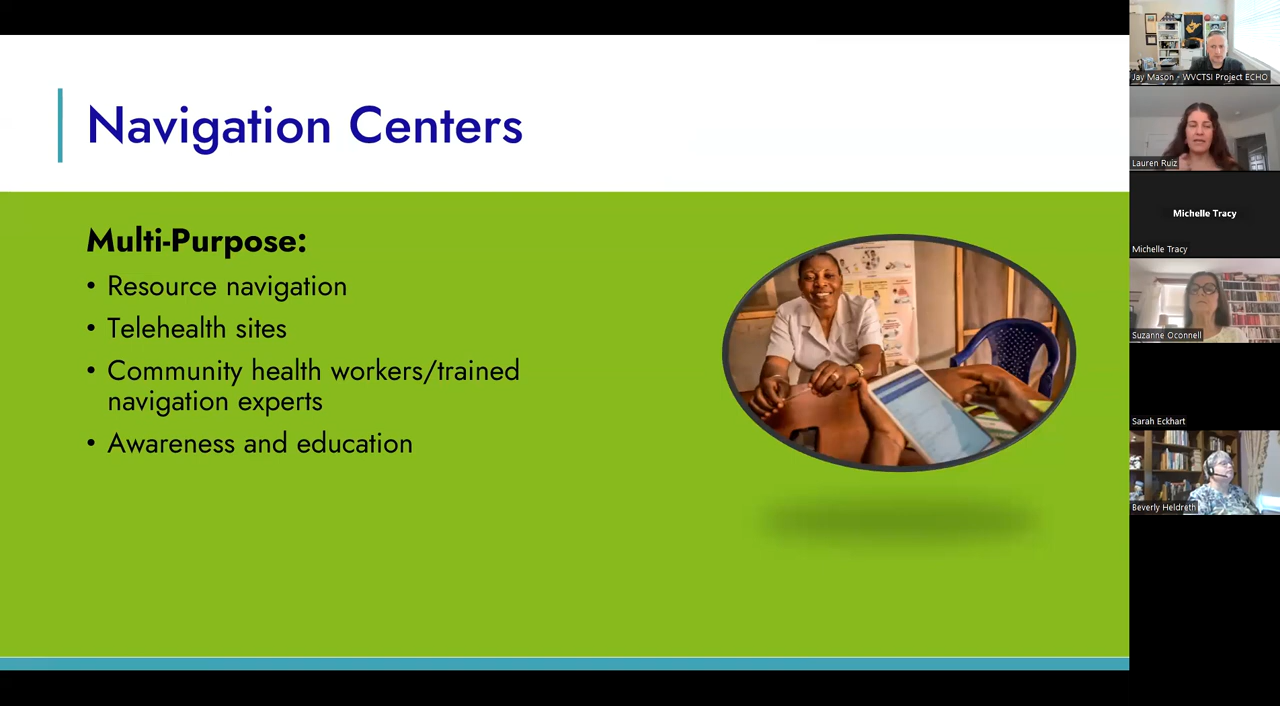 Navigation Centers
Multi-Purpose:
• Resource navigation
• Telehealth sites
• Community health workers/trained
navigation experts
• Awareness and education
Jay Mason - WVCTSI Project ECHO
Lauren Ruiz
Michelle Tracy
Michelle Tracy
Suzanne Oconnell
Sarah Eckhart
Beverly Heldreth